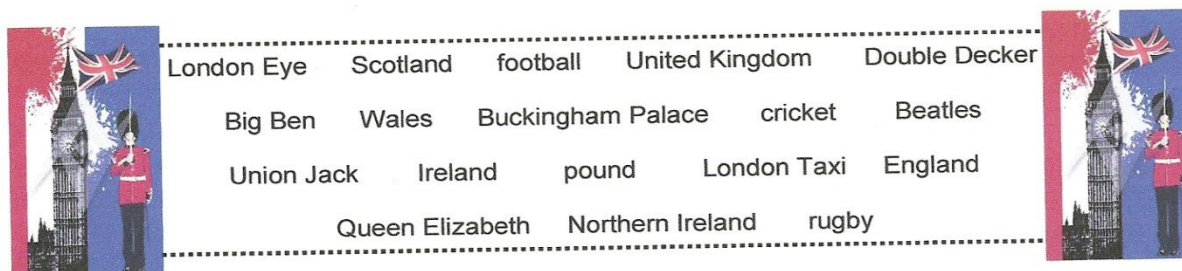 London Eye Scotland football United Kingdom Double Decker
Big Ben Wales Buckingham Palace cricket Beatles
Union Jack Ireland pound London Taxi England
Queen Elizabeth Northern Ireland rugby